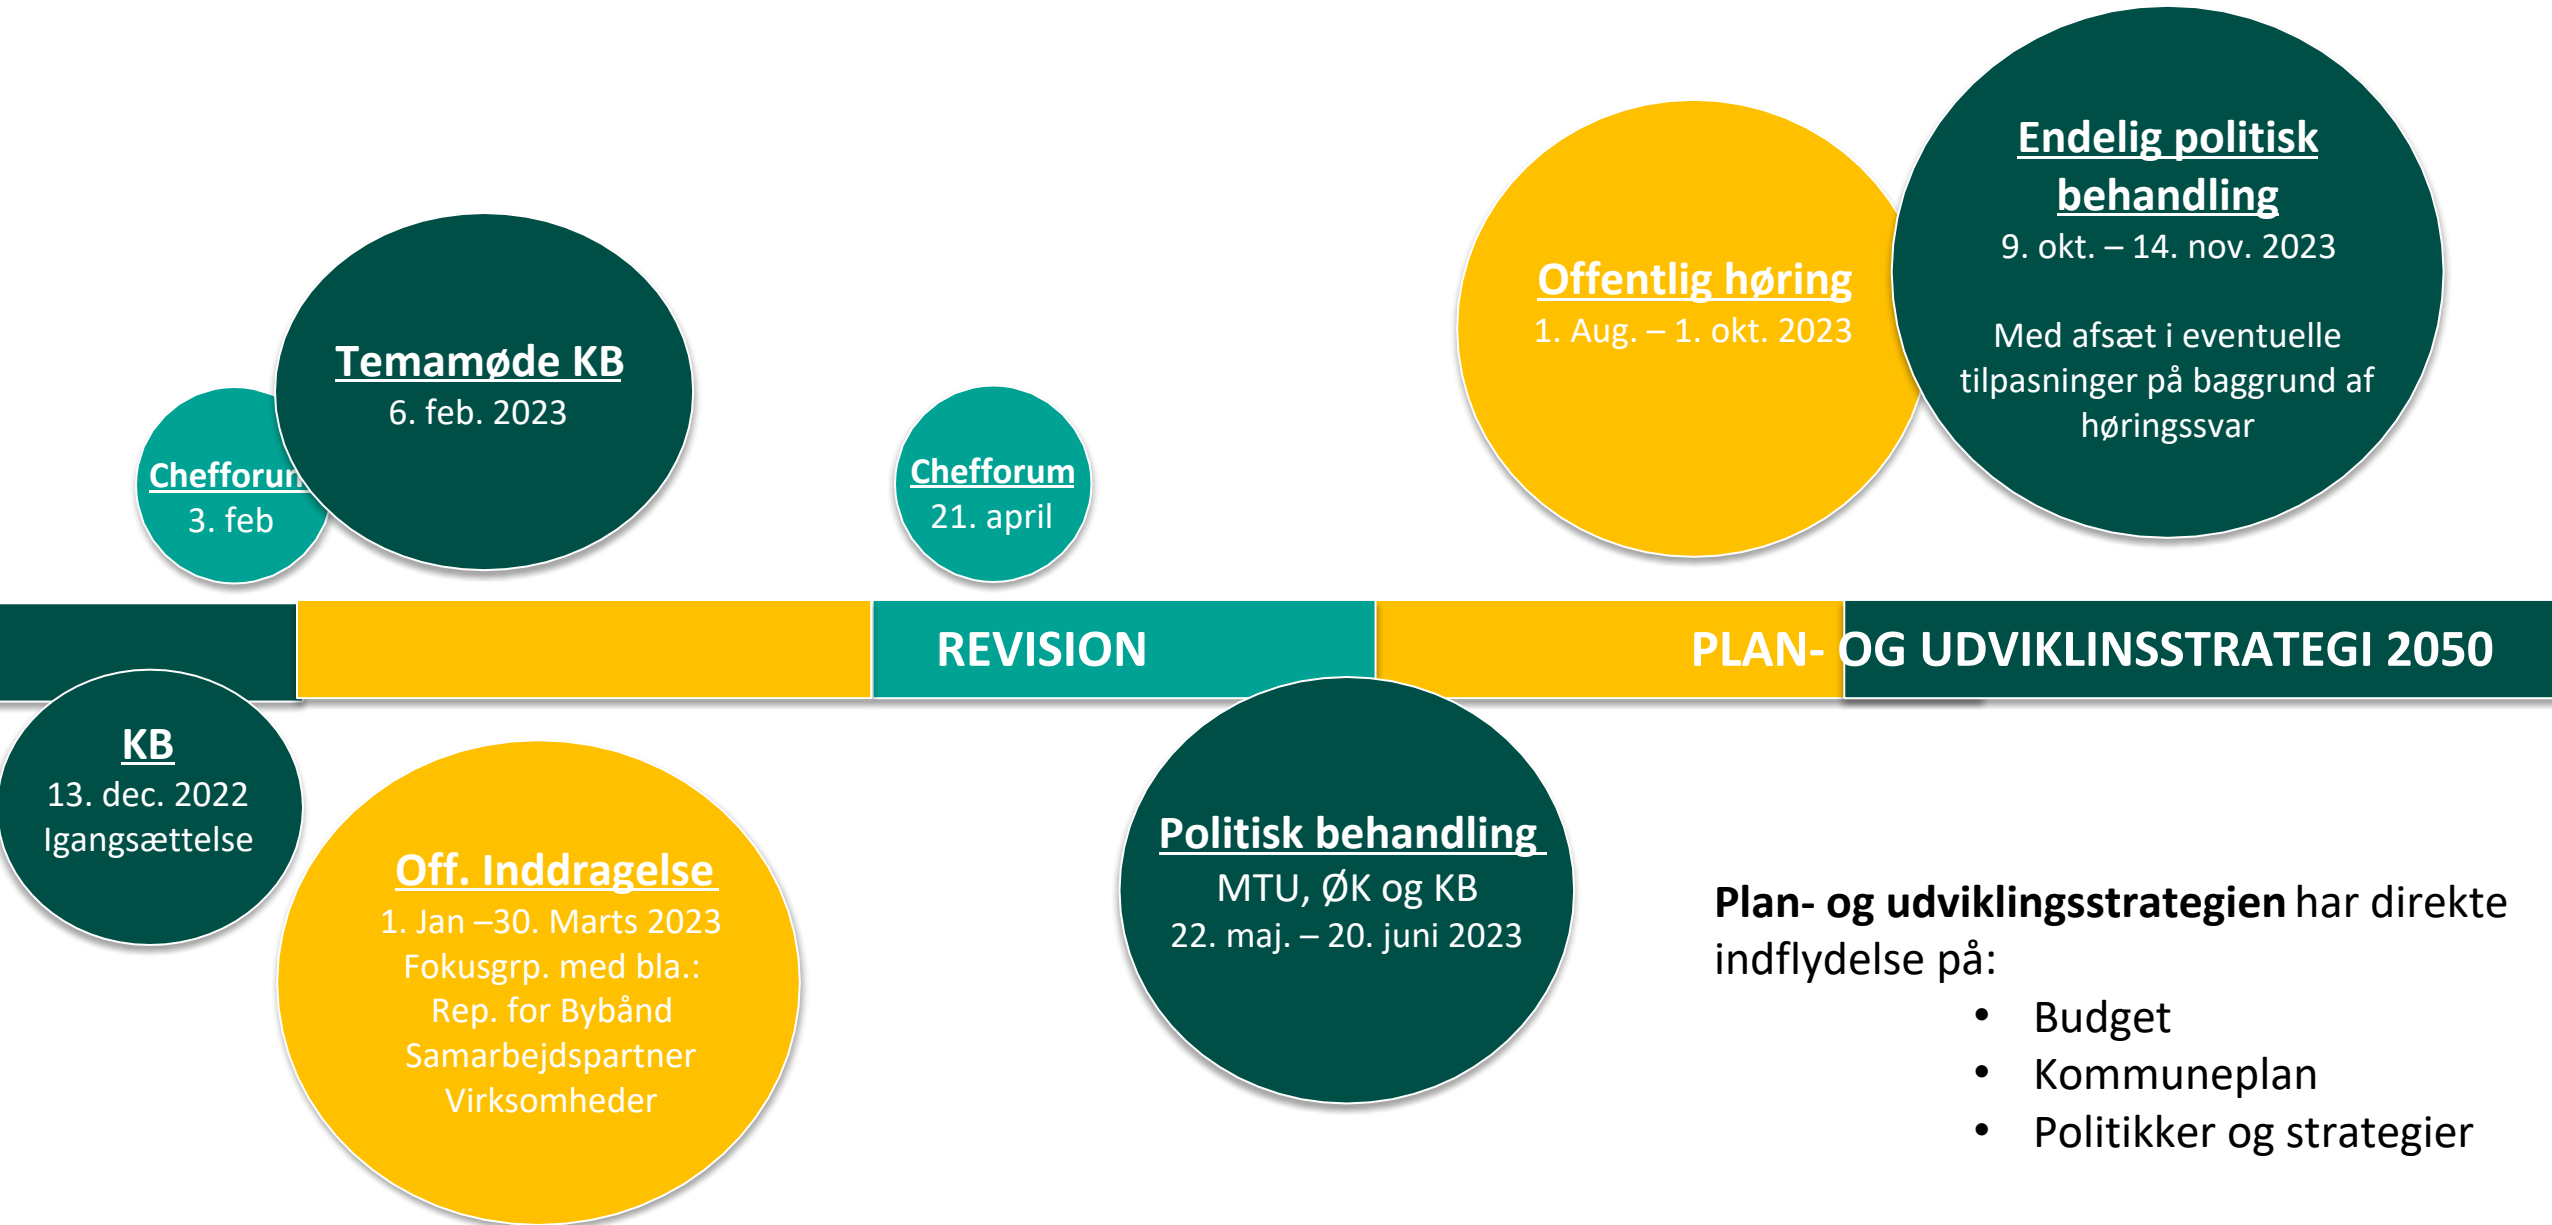 Endelig politisk
behandling
9. okt. – 14. nov. 2023
Med afsæt i eventuelle
tilpasninger på baggrund af
høringssvar
Offentlig høring
1. Aug. – 1. okt. 2023
Temamøde KB
6. feb. 2023
Chefforum
21. april
3. feb
REVISION
PLAN- OG UDVIKLINSSTRATEGI 2050
KB
13. dec. 2022
Igangsættelse
Off. Inddragelse
1. Jan –30. Marts 2023
Fokusgrp. med bla.:
Rep. for Bybånd
Samarbejdspartner
Virksomheder
Politisk behandling
MTU, ØK og KB
22. maj. – 20. juni 2023
Plan- og udviklingsstrategien har direkte
indflydelse på:
• Budget
• Kommuneplan
• Politikker og strategier